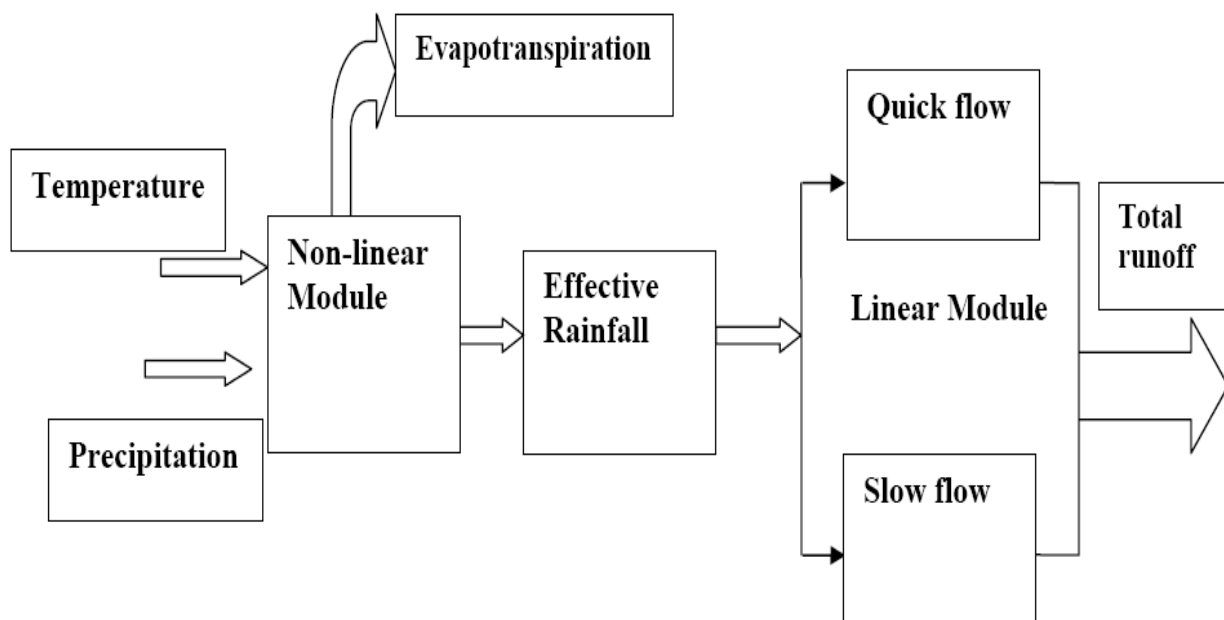 Evapotranspiration
Quick flow
Temperature
Total
runoff
Non-linear
Module
Effective
Rainfall
Linear Module
Precipitation
Slow flow